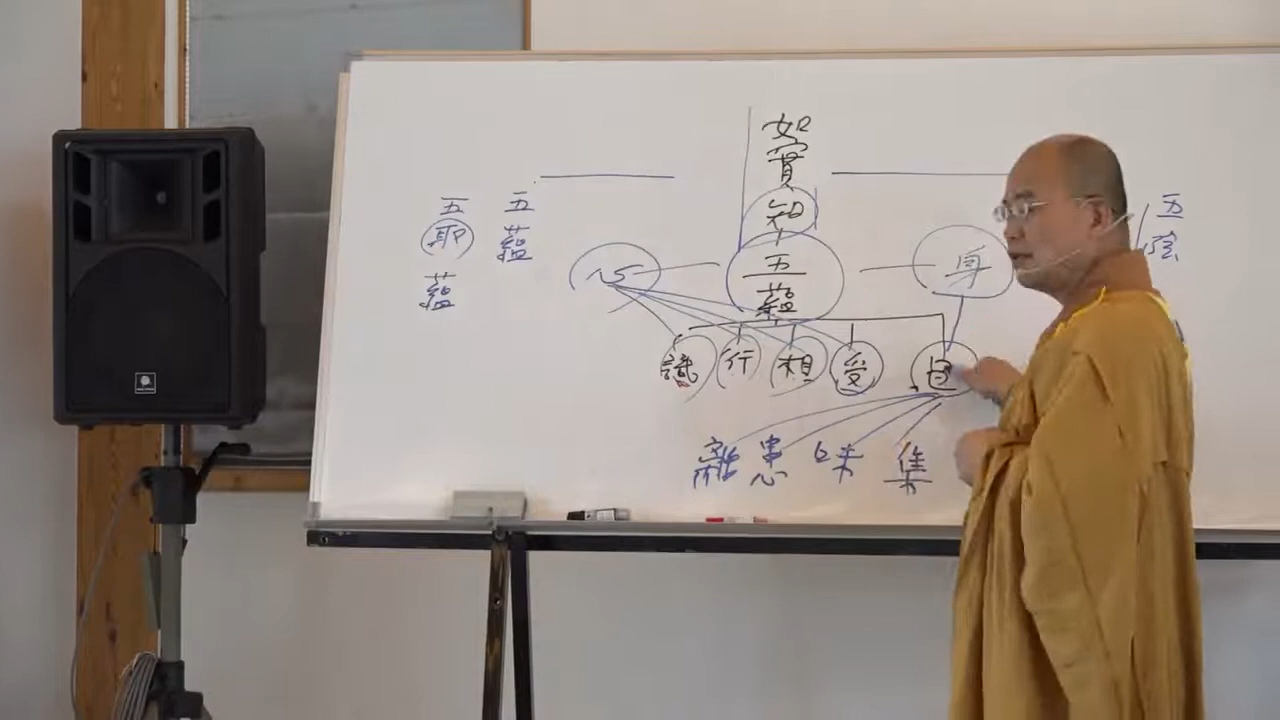 如實知
五蘊
五陰
身
心
五蘊
五取蘊
色
受
想
行
識
集
味
患
離